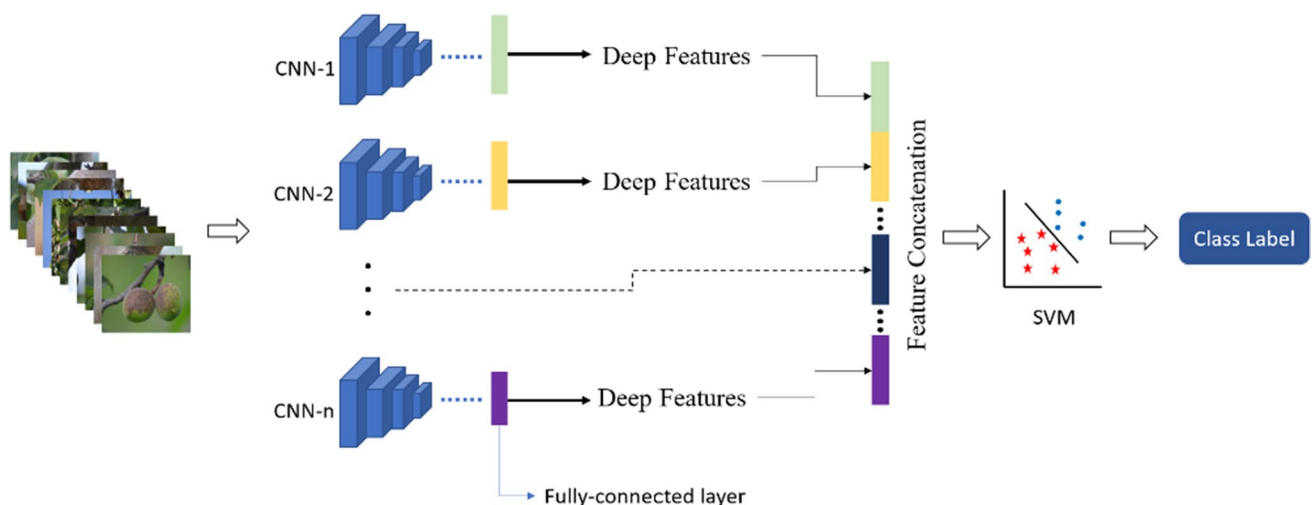 CNN-1
Deep Features
CNN-2
Deep Features
CNN-n
Deep Features
Fully-connected layer
Feature Concatenation
SVM
Class Label